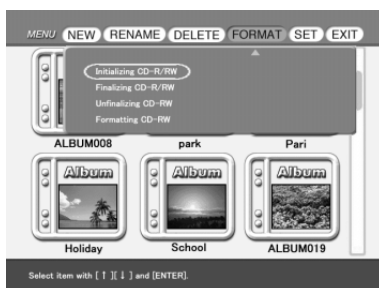 MENU NEW RENAME DELETE FORMAT SET EXIT
Initializing CD-R/RW
Finalizing CD-R/RW
Unfinalizing CD-RW
Formatting CD-RW
ALBUM008 park Pari
Album Album Album
Holiday School ALBUM019
Select item with [ ↑ ][ ↓ ] and [ENTER].